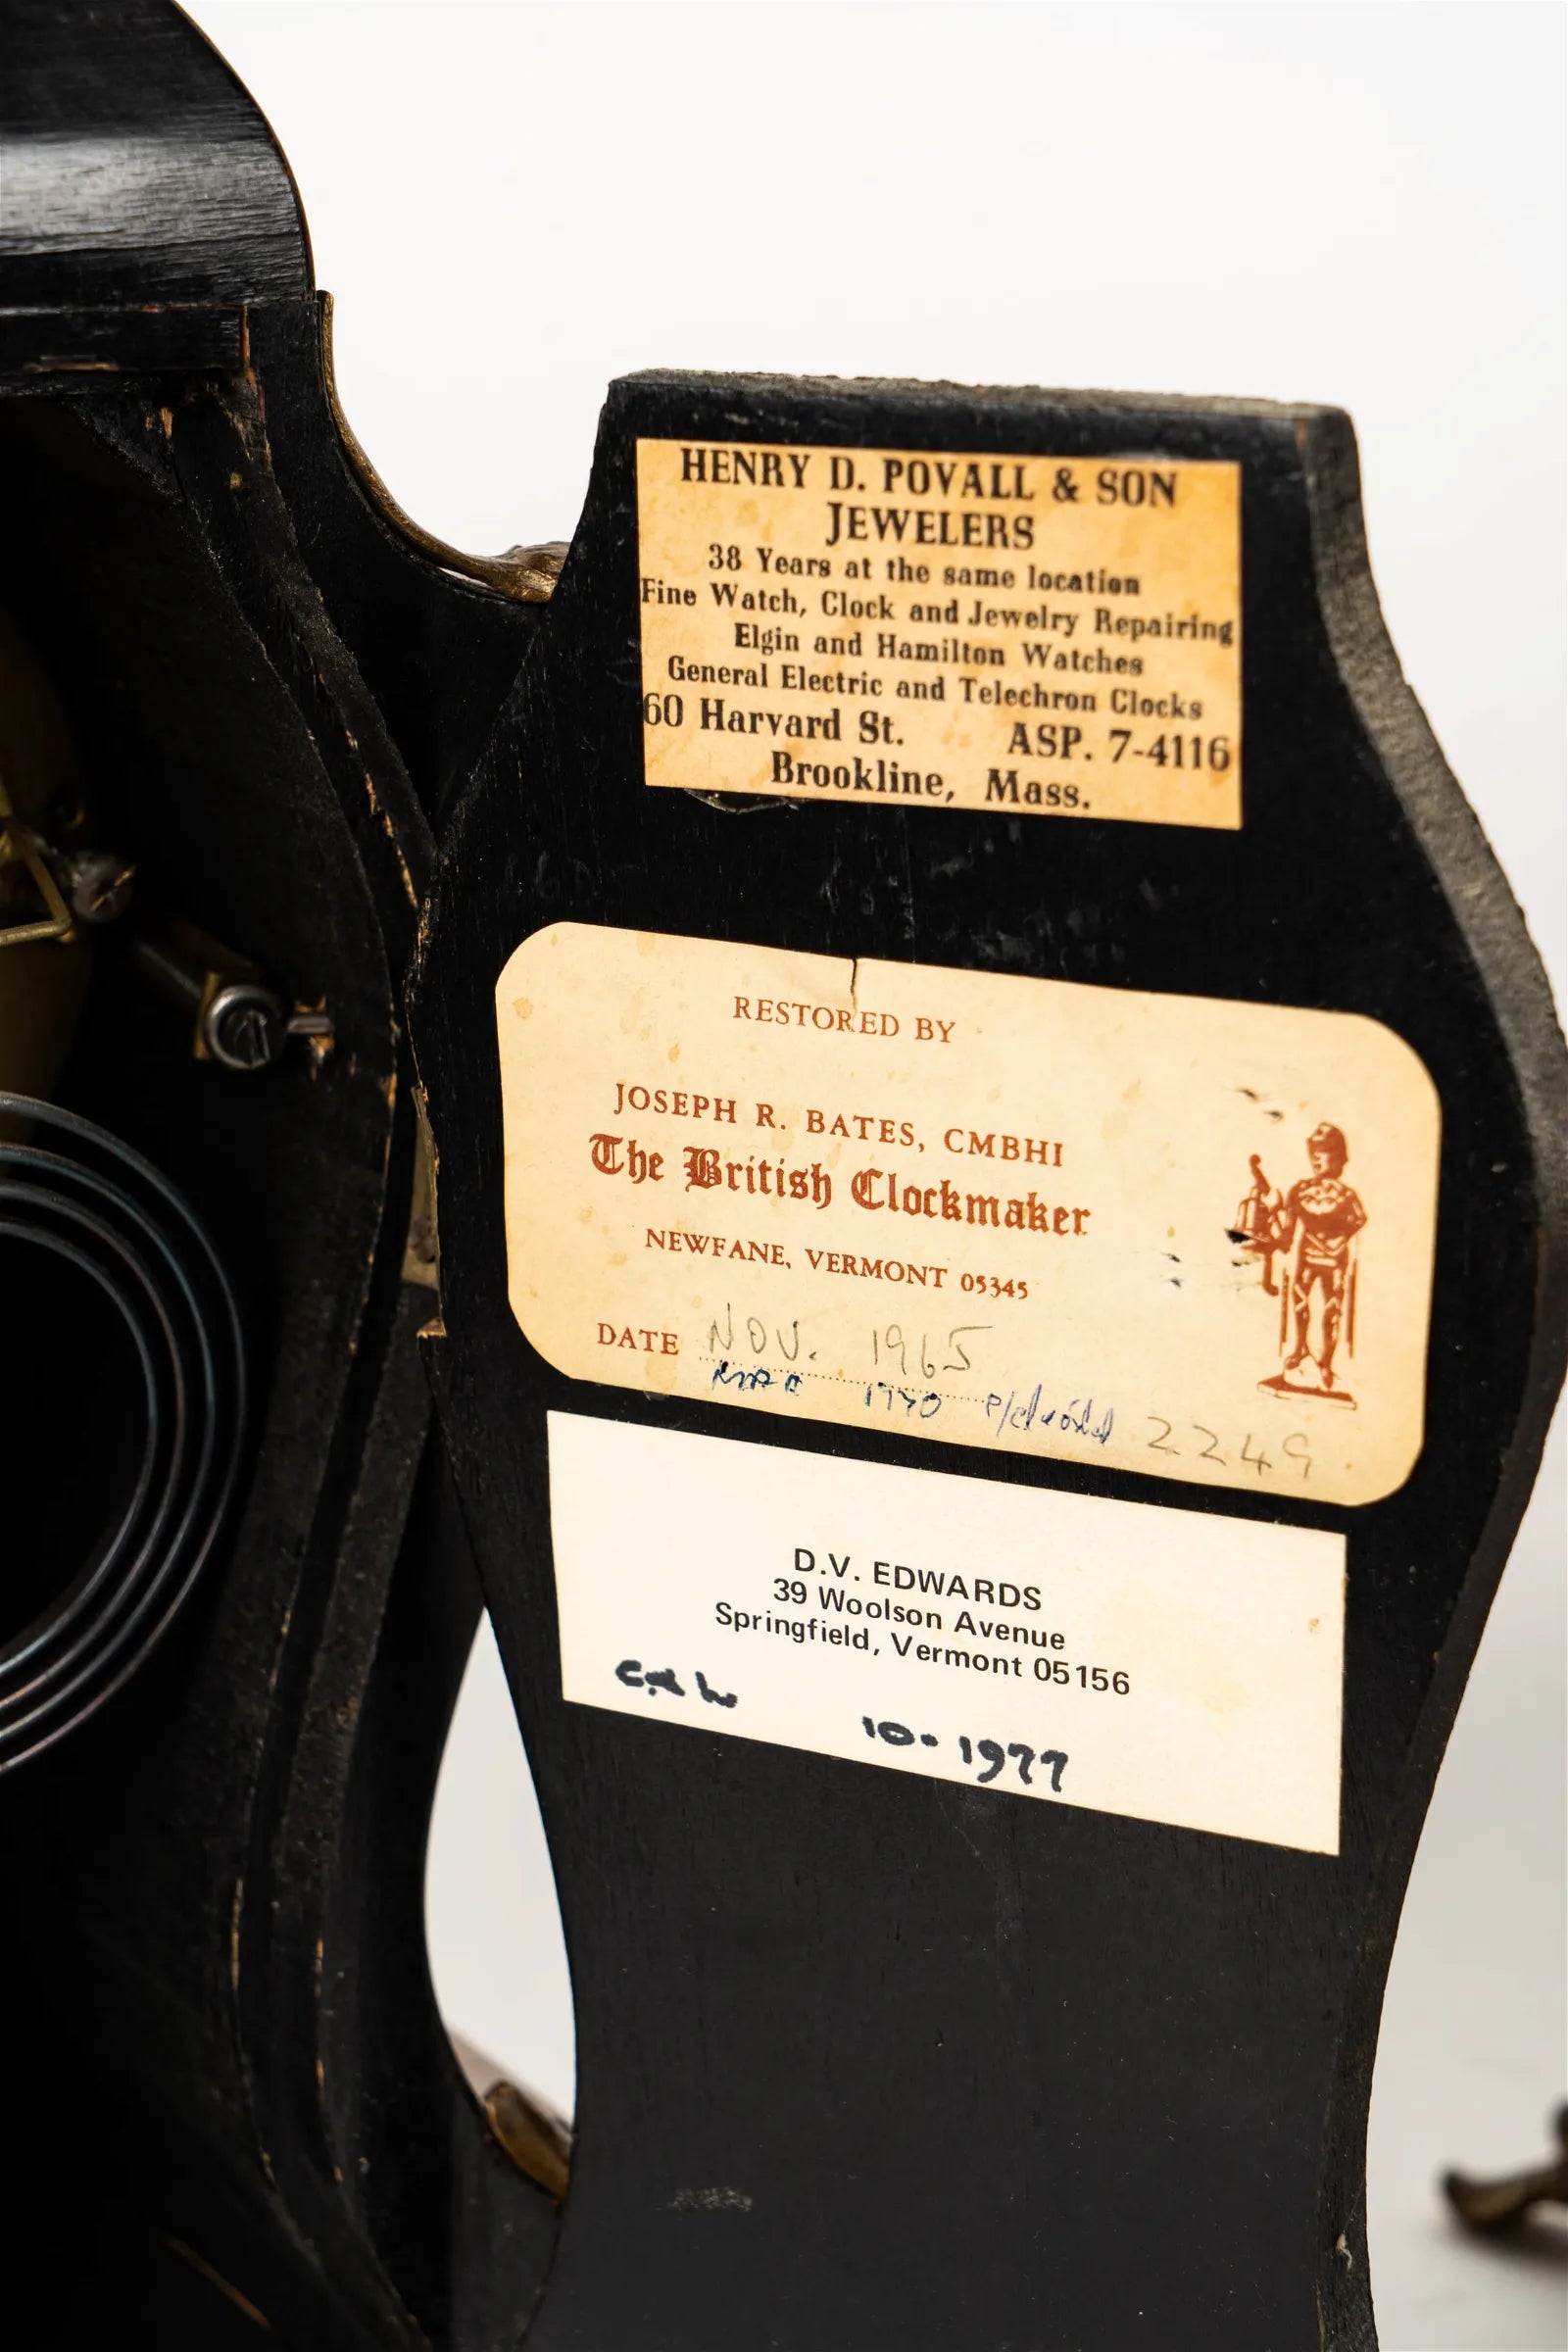 HENRY D. POVALL & SON
JEWELERS
38 Years at the same location
Fine Watch, Clock and Jewelry Repairing
Elgin and Hamilton Watches
General Electric and Telechron Clocks
60 Harvard St. ASP. 7-4116
Brookline, Mass.
RESTORED BY
JOSEPH R. BATES, CMBHI
The British Clockmaker
NEWFANE, VERMONT 05345
DATE NOV. 1965
1970 2249
D.V. EDWARDS
39 Woolson Avenue
Springfield, Vermont 05156
10-1977